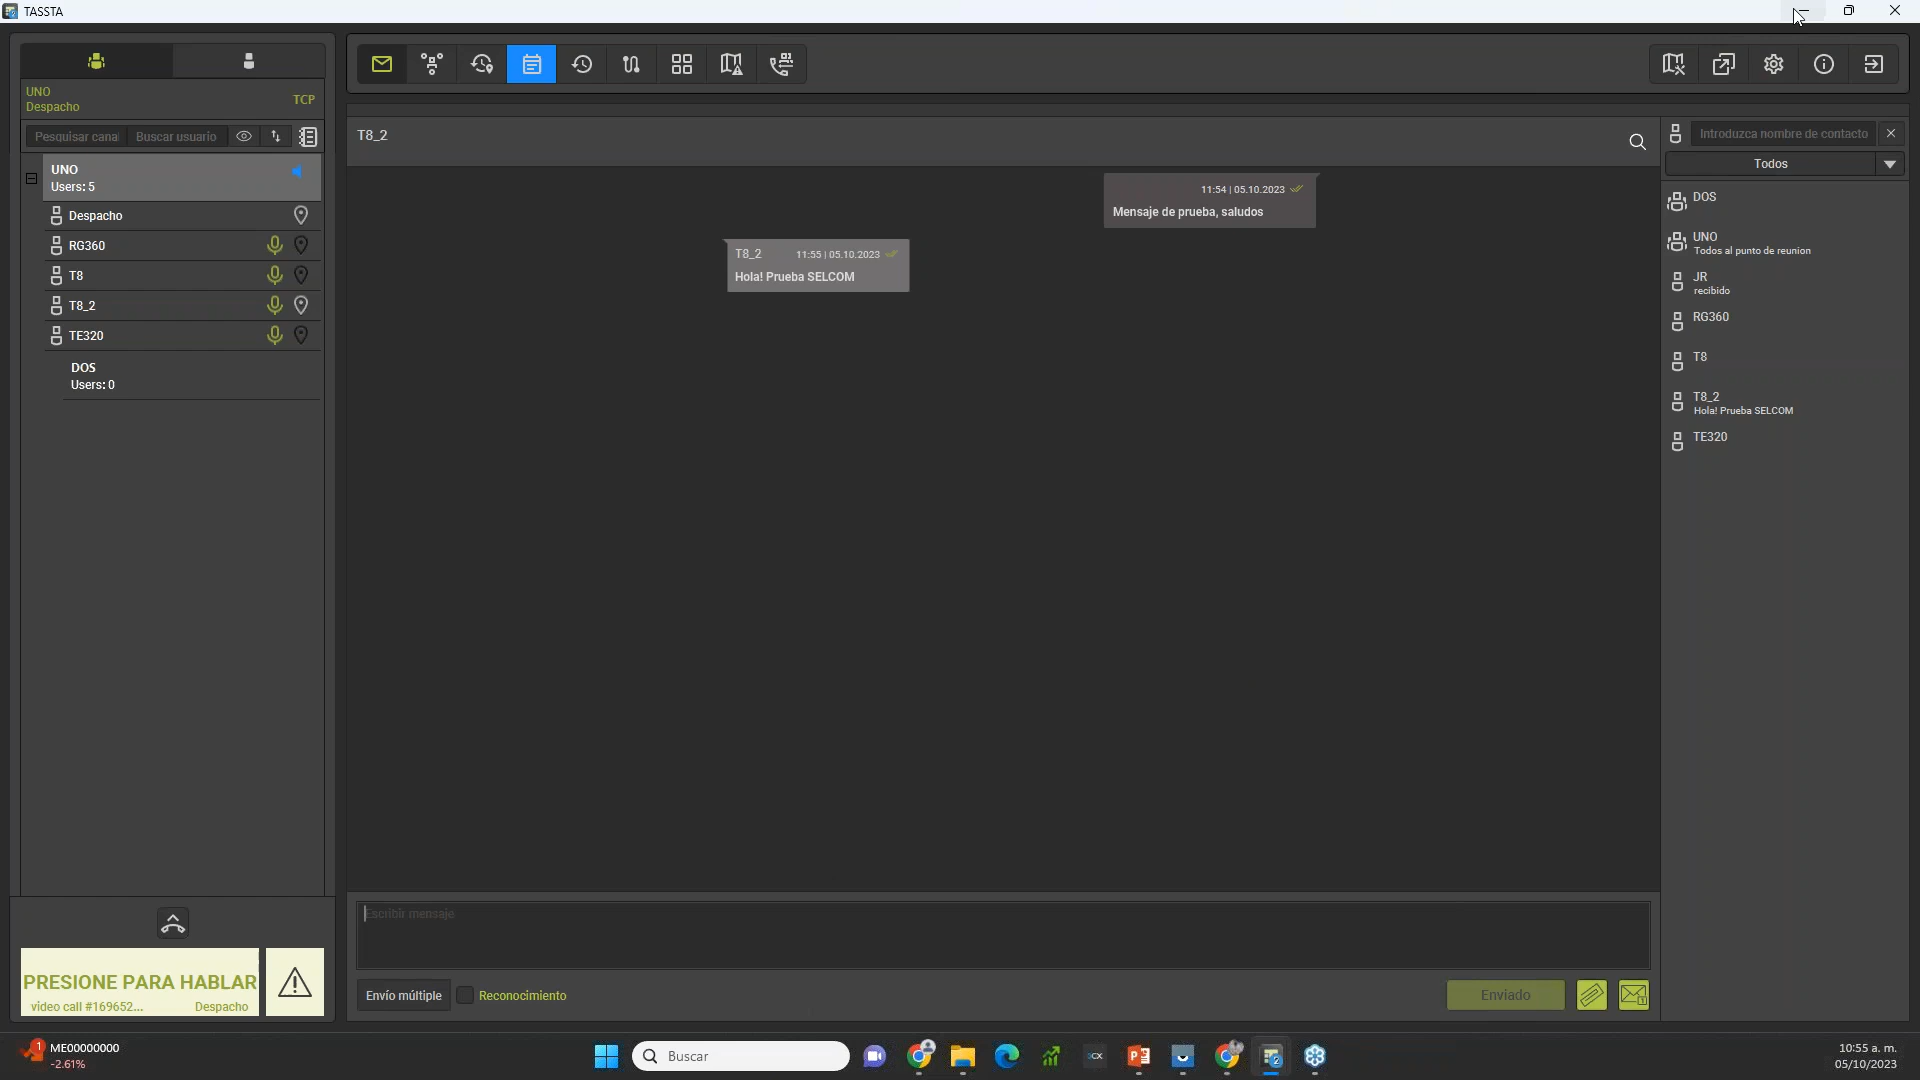 TASSTA
UNO
Despacho
TCP
Pesquisar canal
Buscar usuario
UNO
Users: 5
Despacho
RG360
T8
T8_2
TE320
DOS
Users: 0
PRESIONE PARA HABLAR
video call #169652...
Despacho
T8_2
11:54 | 05.10.2023
Mensaje de prueba, saludos
T8_2
11:55 | 05.10.2023
Hola! Prueba SELCOM
Escribir mensaje
Envío múltiple
Reconocimiento
Enviado
Introduzca nombre de contacto
Todos
DOS
UNO
Todos al punto de reunion
JR
recibido
RG360
T8
T8_2
Hola! Prueba SELCOM
TE320
1
ME00000000
-2.61%
Buscar
10:55 a. m.
05/10/2023